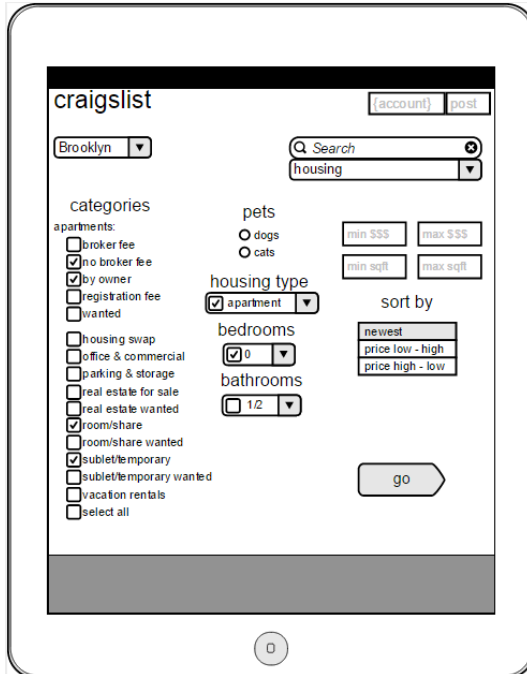 craigslist
{account} post
Brooklyn
Search
housing
categories
apartments:
broker fee
no broker fee
by owner
registration fee
wanted
housing swap
office & commercial
parking & storage
real estate for sale
real estate wanted
room/share
room/share wanted
sublet/temporary
sublet/temporary wanted
vacation rentals
select all
pets
dogs
cats
housing type
apartment
bedrooms
0
bathrooms
1/2
min $$$ max $$$
min sqft max sqft
sort by
newest
price low - high
price high - low
go